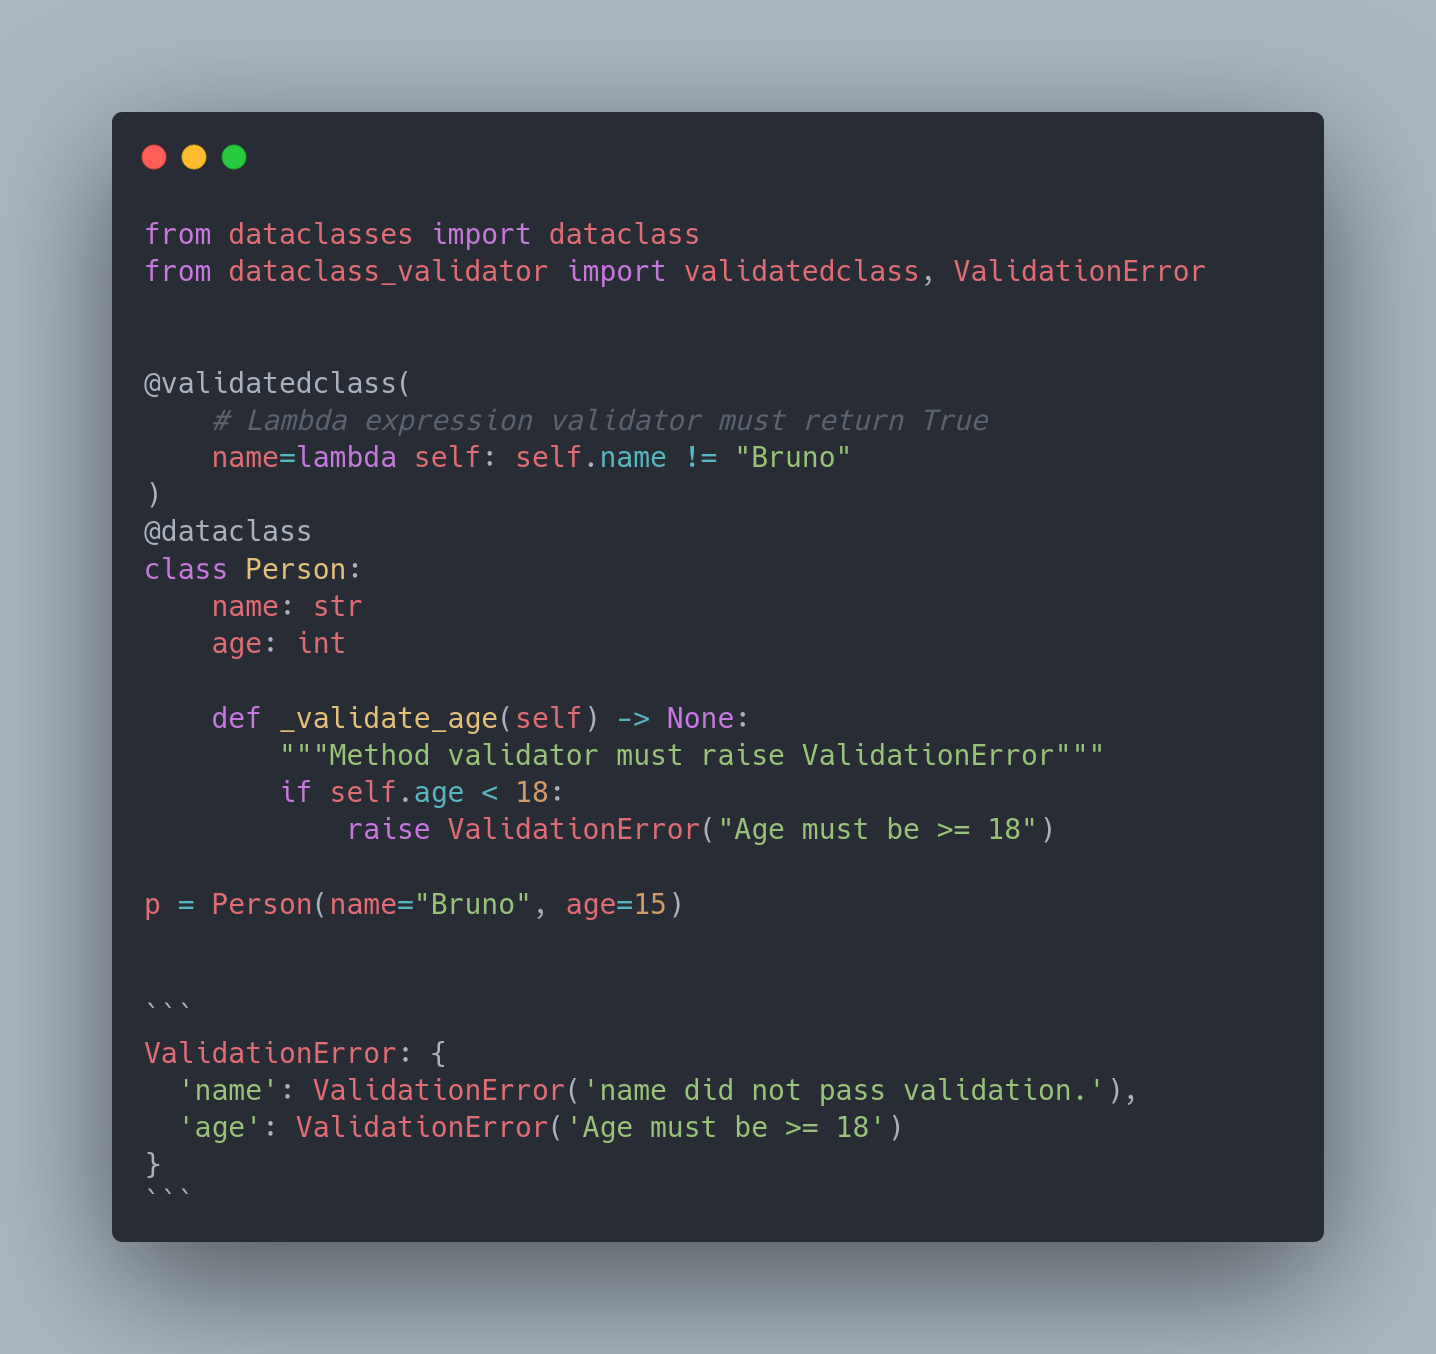 from dataclasses import dataclass
from dataclass_validator import validatedclass, ValidationError
@validatedclass(
    # Lambda expression validator must return True
    name=lambda self: self.name != "Bruno"
)
@dataclass
class Person:
    name: str
    age: int
    def _validate_age(self) -> None:
        """Method validator must raise ValidationError"""
        if self.age < 18:
            raise ValidationError("Age must be >= 18")
p = Person(name="Bruno", age=15)
```
ValidationError: {
  'name': ValidationError('name did not pass validation.'),
  'age': ValidationError('Age must be >= 18')
}
```